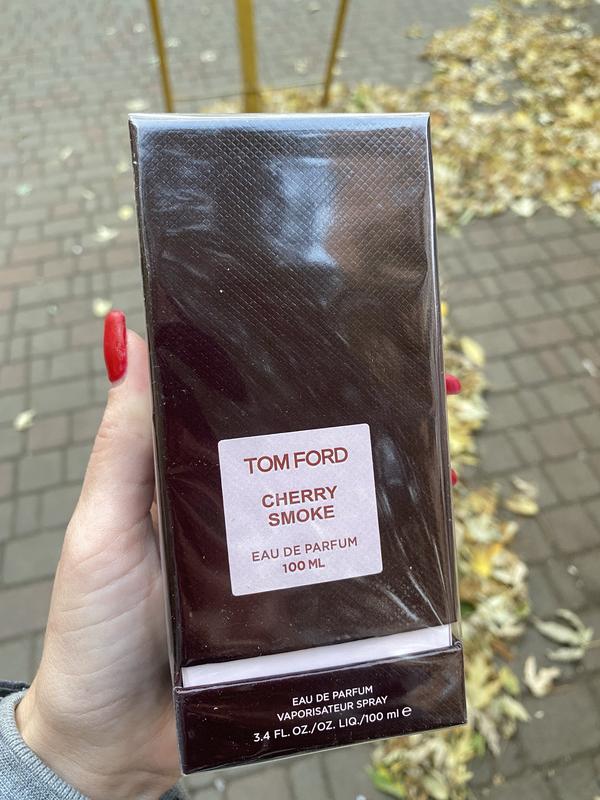 TOM FORD
CHERRY
SMOKE
EAU DE PARFUM
100 ML
EAU DE PARFUM
VAPORISATEUR SPRAY
3.4 FL. OZ./OZ. LIQ./100 ml ℮